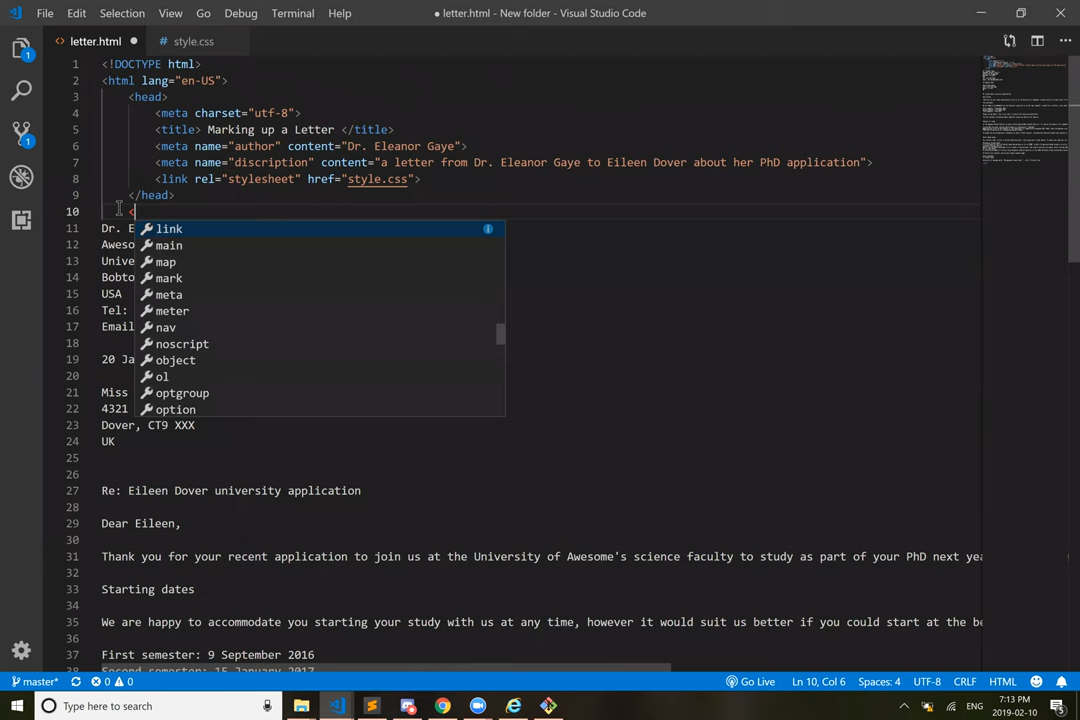 File Edit Selection View Go Debug Terminal Help
● letter.html - New folder - Visual Studio Code
<> letter.html ● style.css
1 <!DOCTYPE html>
2 <html lang="en-US">
3 <head>
4 <meta charset="utf-8">
5 <title> Marking up a Letter </title>
6 <meta name="author" content="Dr. Eleanor Gaye">
7 <meta name="discription" content="a letter from Dr. Eleanor Gaye to Eileen Dover about her PhD application">
8 <link rel="stylesheet" href="style.css">
9 </head>
10 <
link
main
map
mark
meta
meter
nav
noscript
object
ol
optgroup
option
11 Dr. E
12 Aweso
13 Unive
14 Bobto
15 USA
16 Tel:
17 Email
18
19 20 Ja
20
21 Miss
22 4321
23 Dover, CT9 XXX
24 UK
25
26
27 Re: Eileen Dover university application
28
29 Dear Eileen,
30
31 Thank you for your recent application to join us at the University of Awesome's science faculty to study as part of your PhD next yea
32
33 Starting dates
34
35 We are happy to accommodate you starting your study with us at any time, however it would suit us better if you could start at the be
36
37 First semester: 9 September 2016
38 Second semester: 15 January 2017
master* 0 0 Go Live Ln 10, Col 6 Spaces: 4 UTF-8 CRLF HTML
Type here to search
ENG
7:13 PM
2019-02-10
1
1
5